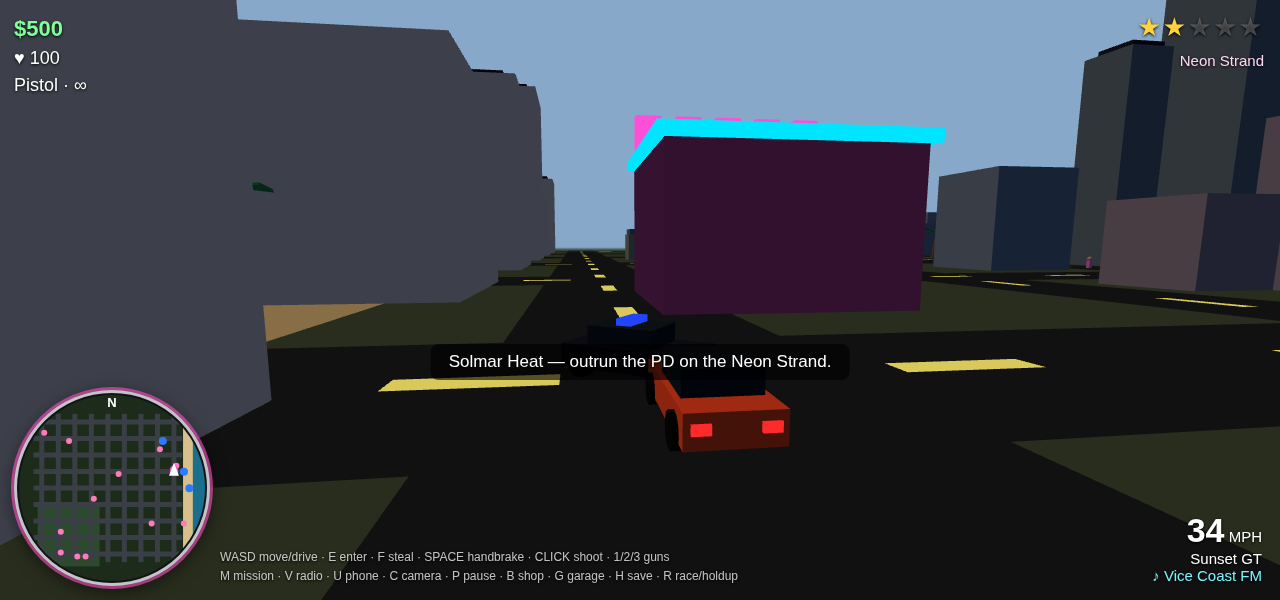 $500
♥ 100
Pistol · ∞
★★★★★
Neon Strand
Solmar Heat — outrun the PD on the Neon Strand.
N
WASD move/drive · E enter · F steal · SPACE handbrake · CLICK shoot · 1/2/3 guns
M mission · V radio · U phone · C camera · P pause · B shop · G garage · H save · R race/holdup
34 MPH
Sunset GT
♪ Vice Coast FM